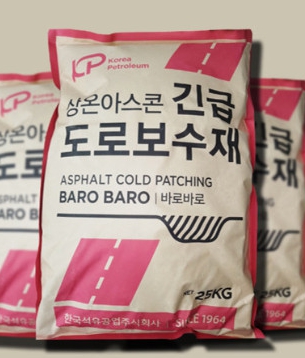 KP Korea
Petroleum
상온아스콘 긴급
도로보수재
ASPHALT COLD PATCHING
BARO BARO | 바로바로
NET 25KG
한국석유공업주식회사 SINCE 1964